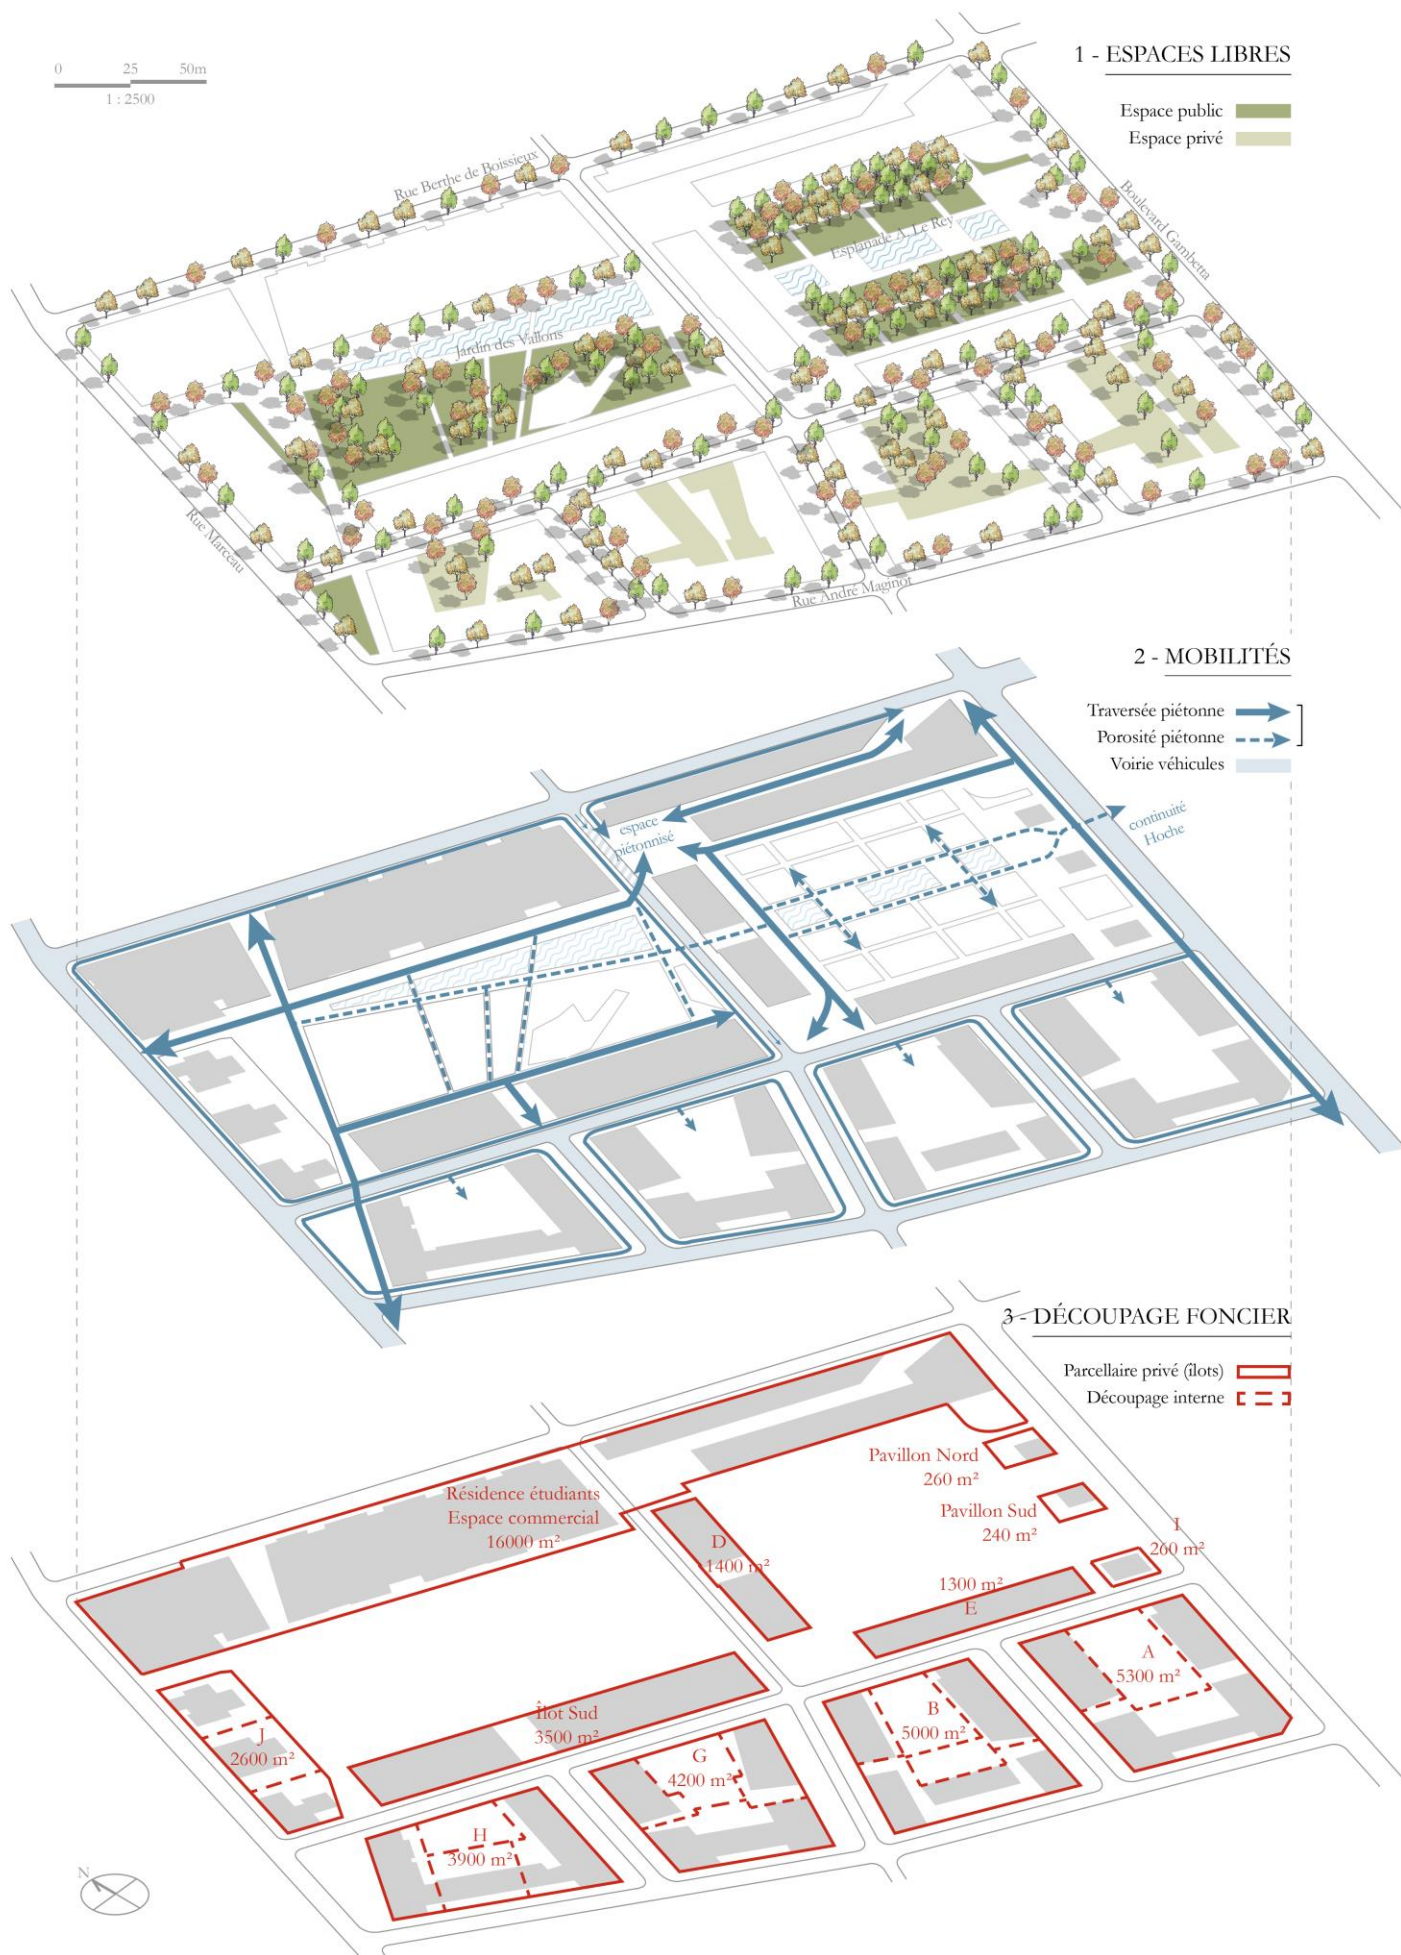 0 25 50m
1 : 2500
1 - ESPACES LIBRES
Espace public
Espace privé
Rue Berthe de Boissieux
Boulevard Gambetta
Esplanade A. Le Rey
Jardin des Vallons
Rue Marceau
Rue André Maginot
2 - MOBILITÉS
Traversée piétonne
Porosité piétonne
Voirie véhicules
espace
piétonnisé
continuité
Hoche
3 - DÉCOUPAGE FONCIER
Parcellaire privé (îlots)
Découpage interne
Pavillon Nord
260 m²
Résidence étudiants
Espace commercial
16000 m²
Pavillon Sud
240 m²
I
260 m²
D
1400 m²
1300 m²
E
A
5300 m²
B
5000 m²
Îlot Sud
3500 m²
J
2600 m²
G
4200 m²
H
3900 m²
N